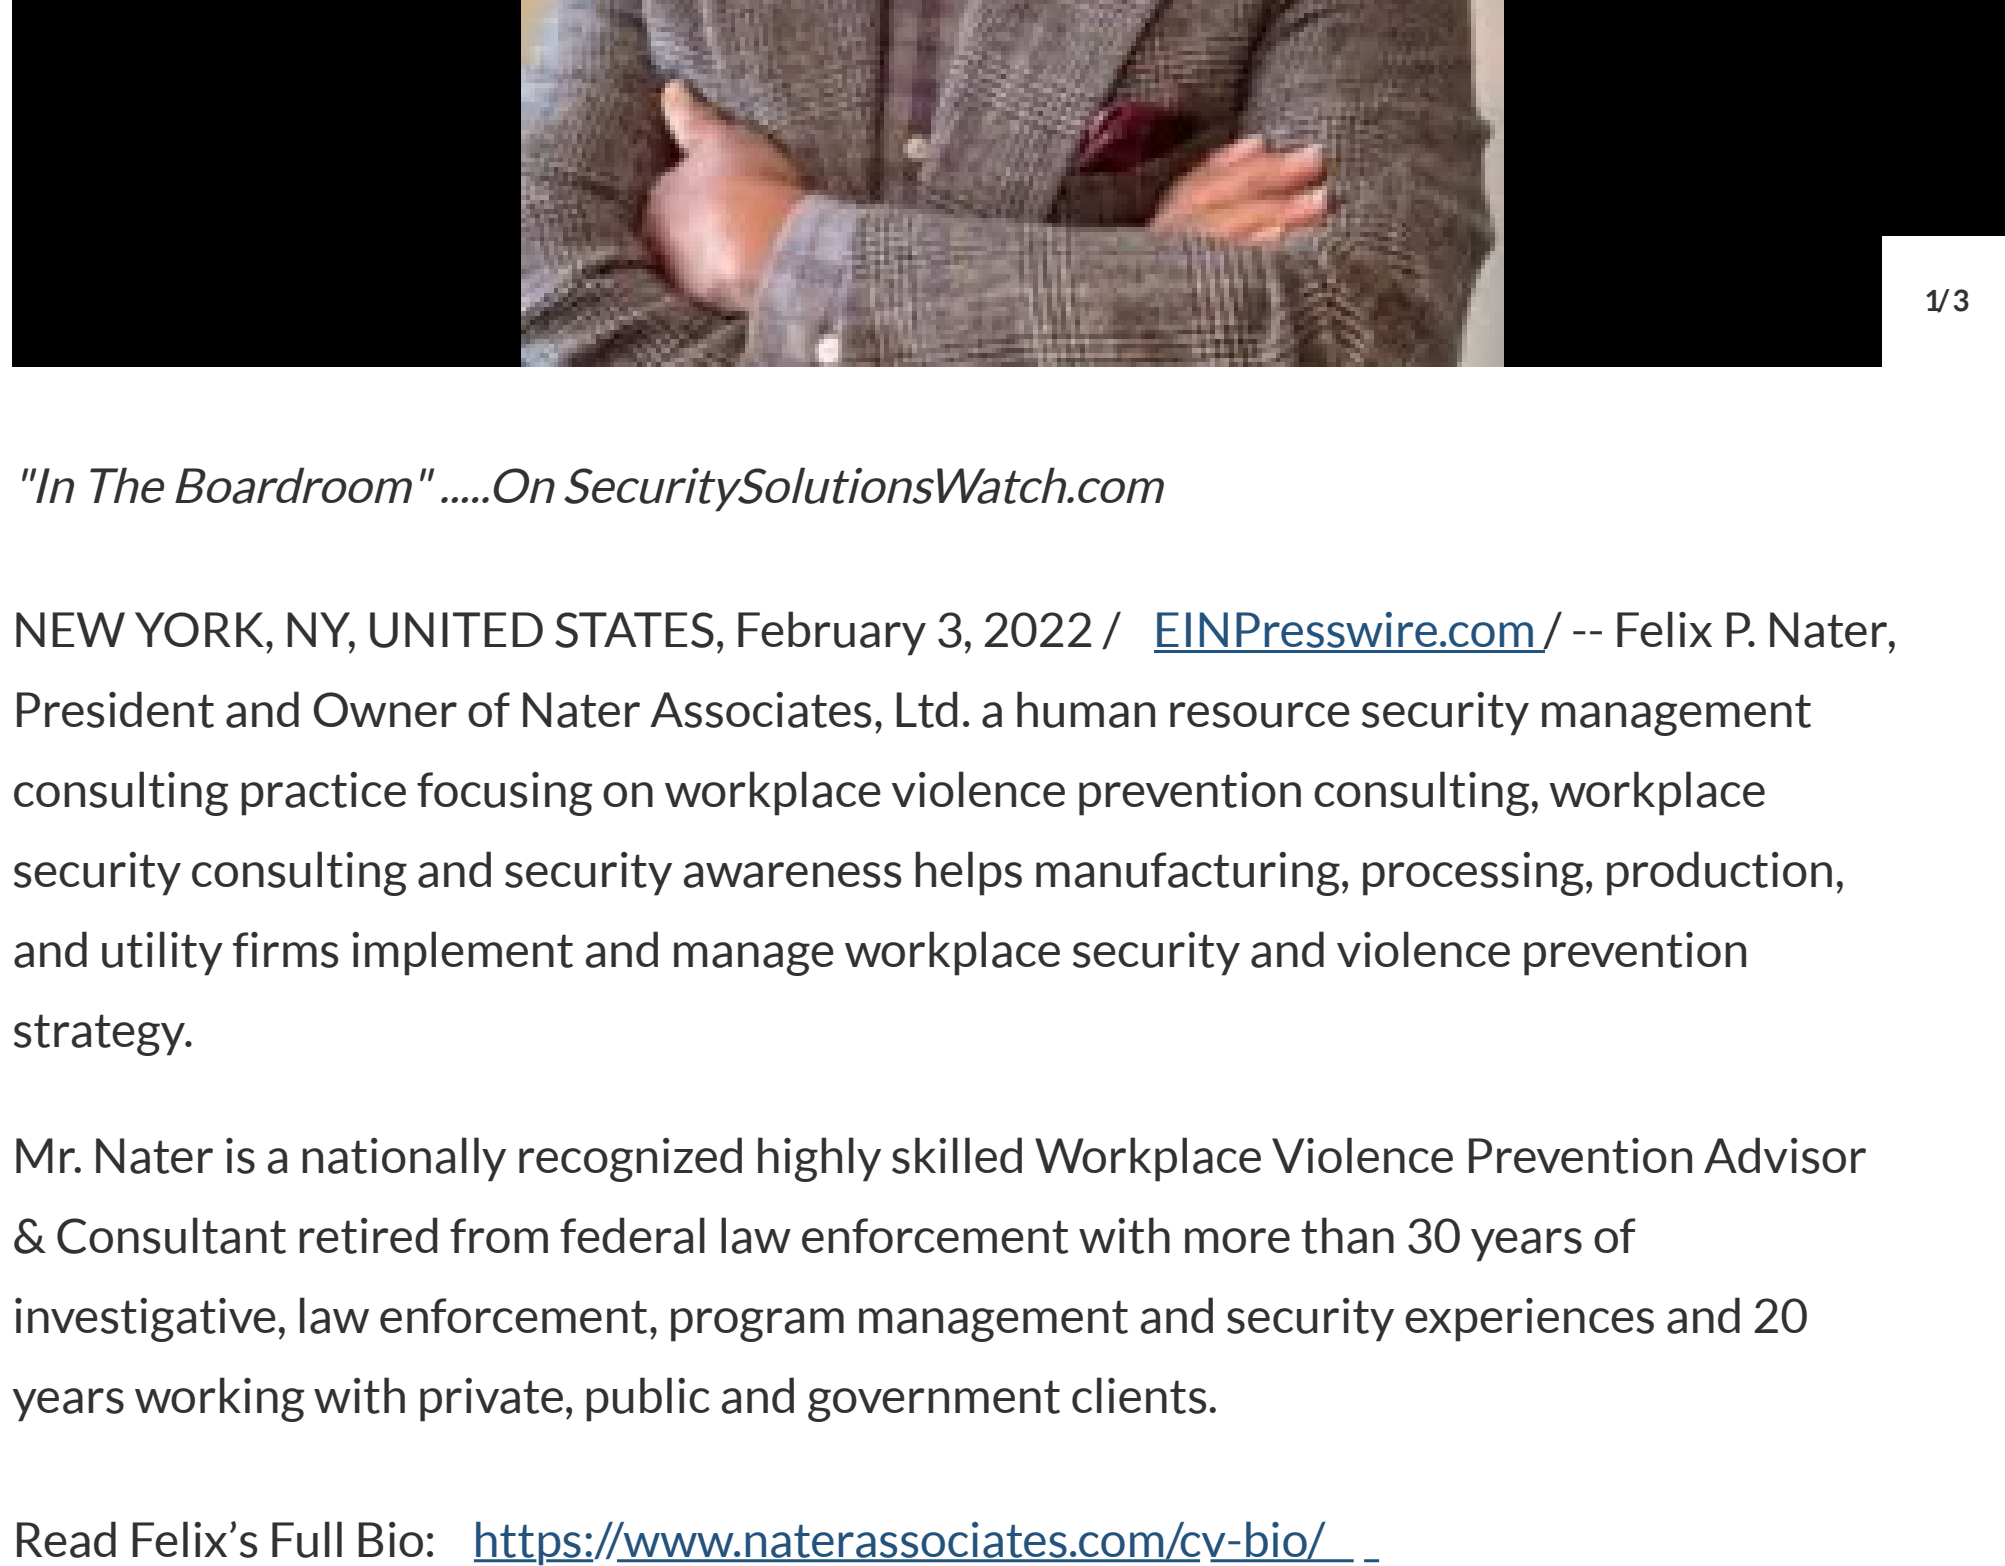 1/3
"In The Boardroom" .....On SecuritySolutionsWatch.com
NEW YORK, NY, UNITED STATES, February 3, 2022 / EINPresswire.com / -- Felix P. Nater,
President and Owner of Nater Associates, Ltd. a human resource security management
consulting practice focusing on workplace violence prevention consulting, workplace
security consulting and security awareness helps manufacturing, processing, production,
and utility firms implement and manage workplace security and violence prevention
strategy.
Mr. Nater is a nationally recognized highly skilled Workplace Violence Prevention Advisor
& Consultant retired from federal law enforcement with more than 30 years of
investigative, law enforcement, program management and security experiences and 20
years working with private, public and government clients.
Read Felix’s Full Bio: https://www.naterassociates.com/cv-bio/